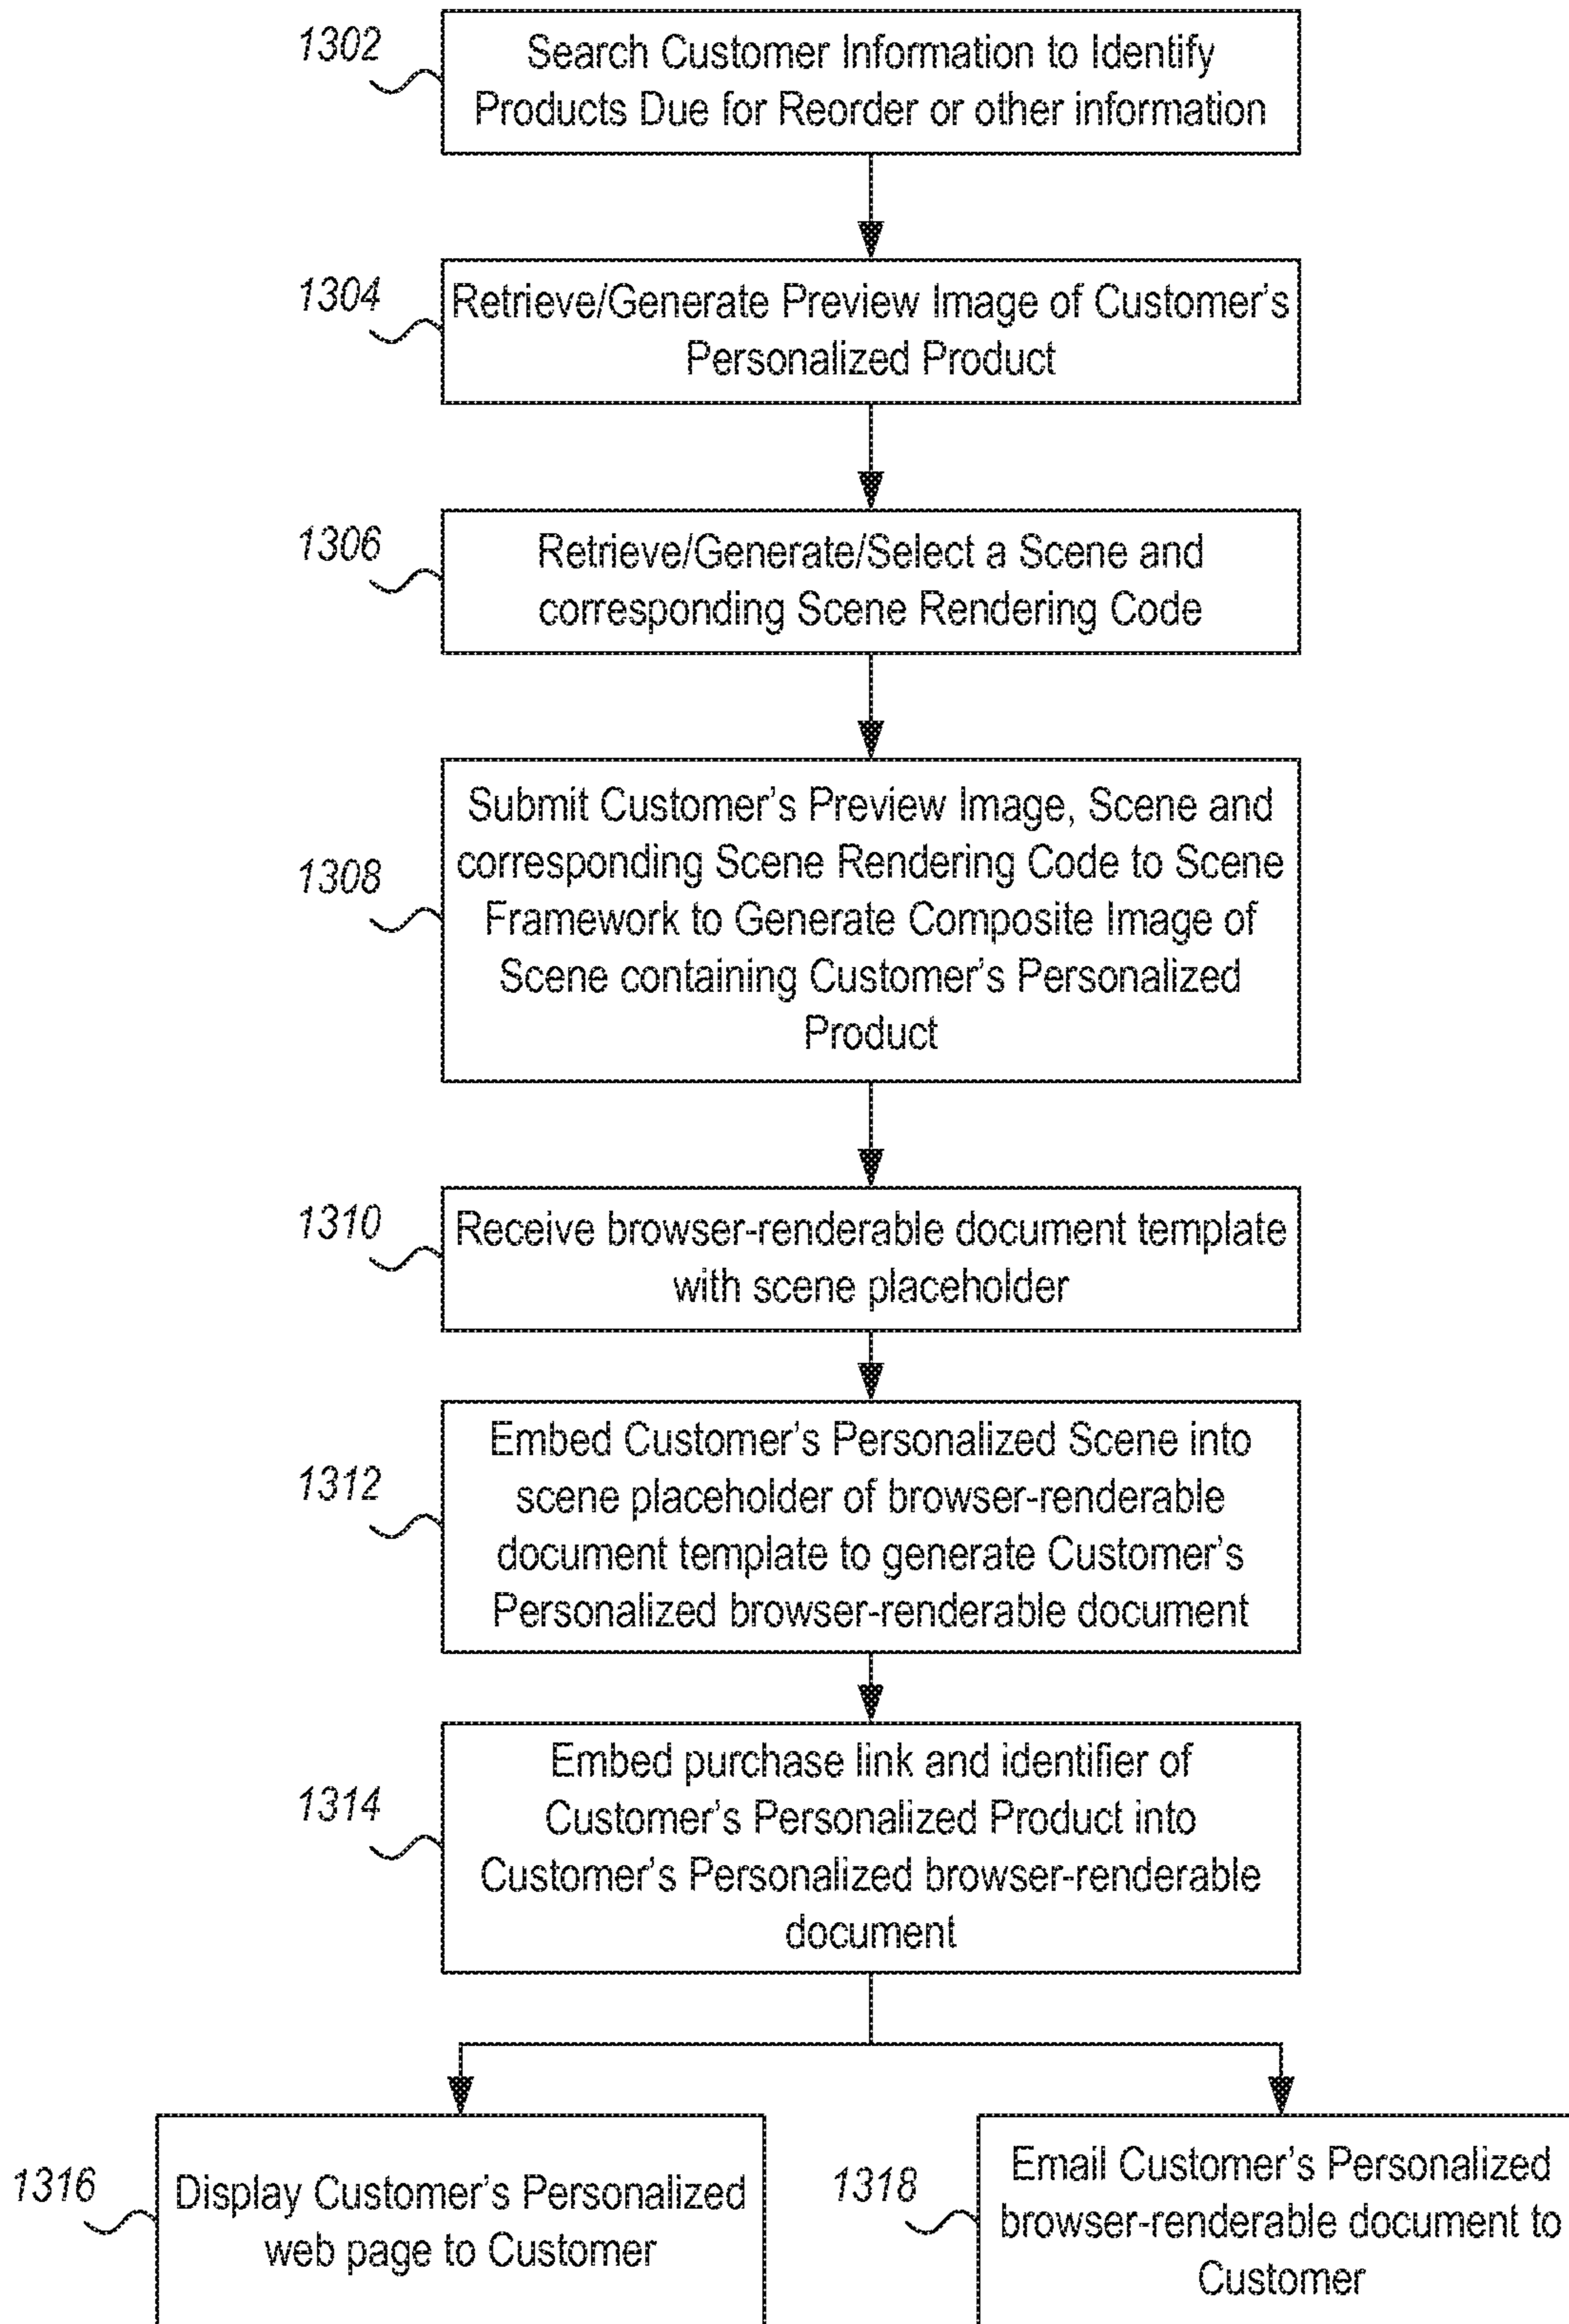 1302
Search Customer Information to Identify
Products Due for Reorder or other information
1304
Retrieve/Generate Preview Image of Customer's
Personalized Product
1306
Retrieve/Generate/Select a Scene and
corresponding Scene Rendering Code
1308
Submit Customer's Preview Image, Scene and
corresponding Scene Rendering Code to Scene
Framework to Generate Composite Image of
Scene containing Customer's Personalized
Product
1310
Receive browser-renderable document template
with scene placeholder
1312
Embed Customer's Personalized Scene into
scene placeholder of browser-renderable
document template to generate Customer's
Personalized browser-renderable document
1314
Embed purchase link and identifier of
Customer's Personalized Product into
Customer's Personalized browser-renderable
document
1316
Display Customer's Personalized
web page to Customer
1318
Email Customer's Personalized
browser-renderable document to
Customer